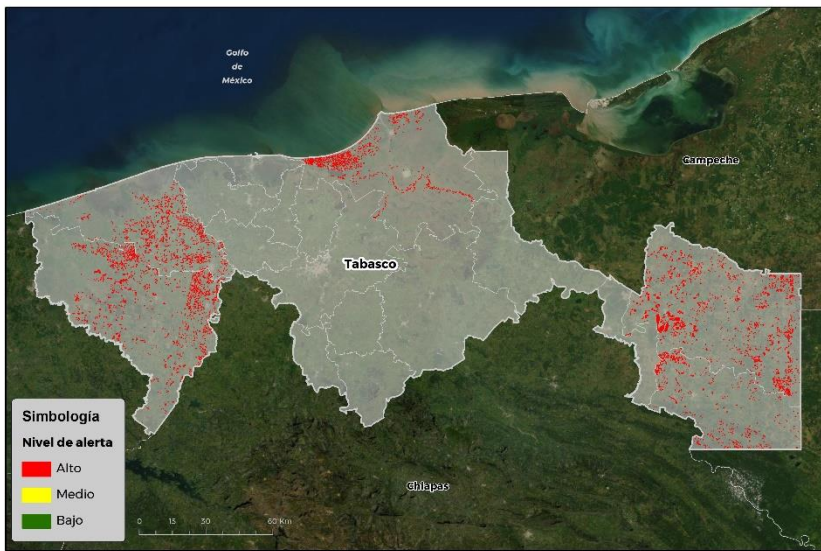 Golfo
de
México
Campeche
Tabasco
Chiapas
Simbología
Nivel de alerta
Alto
Medio
Bajo
0 15 30 60 Km